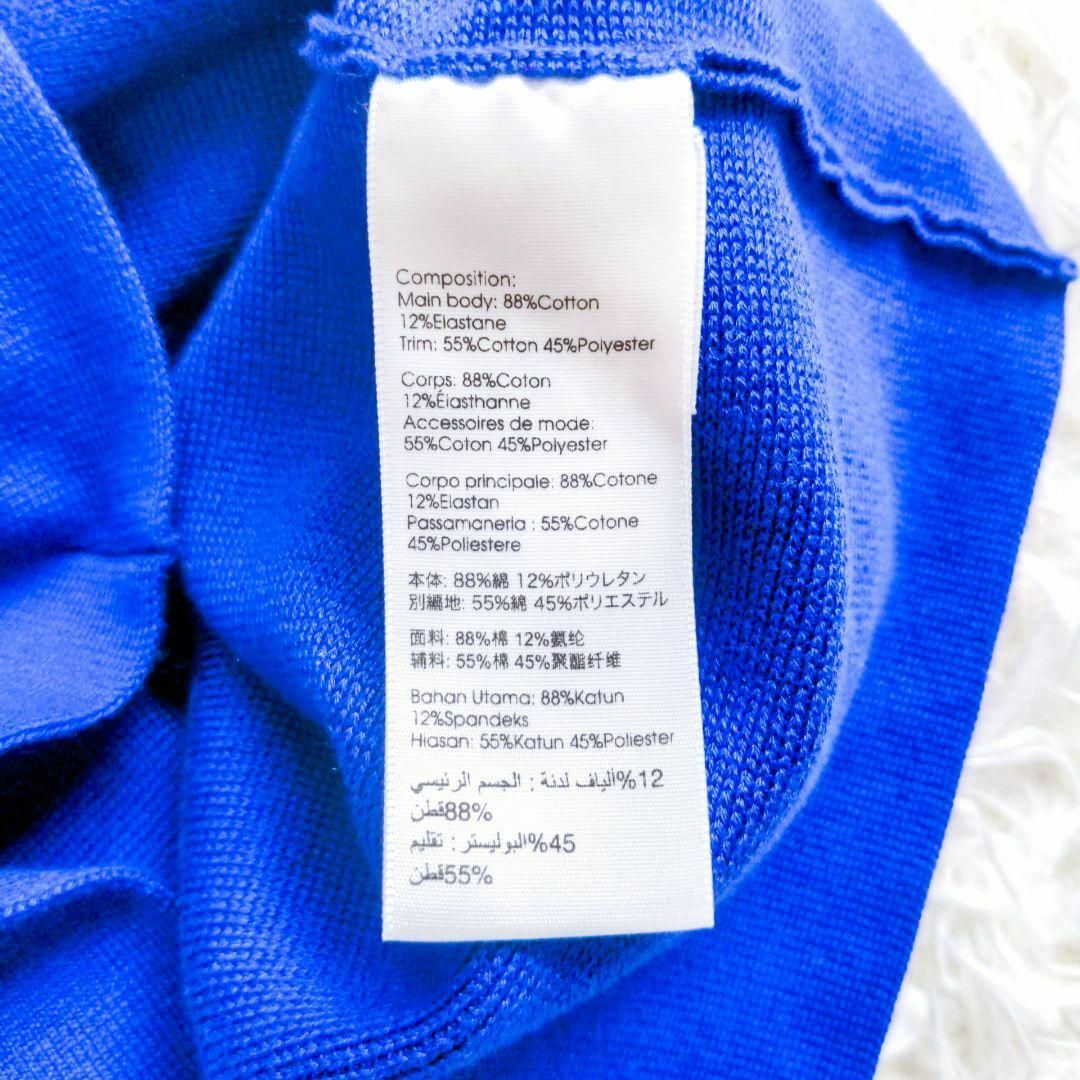 Composition:
Main body: 88%Cotton
12%Elastane
Trim: 55%Cotton 45%Polyester
Corps: 88%Coton
12%Élasthanne
Accessoires de mode:
55%Coton 45%Polyester
Corpo principale: 88%Cotone
12%Elastan
Passamaneria : 55%Cotone
45%Poliestere
本体: 88%綿 12%ポリウレタン
別編地: 55%綿 45%ポリエステル
面料: 88%棉 12%氨纶
辅料: 55%棉 45%聚酯纤维
Bahan Utama: 88%Katun
12%Spandeks
Hiasan: 55%Katun 45%Poliester
12%ألياف لدنة : الجسم الرئيسي
88%قطن
45%البوليستر : تقليم
55%قطن